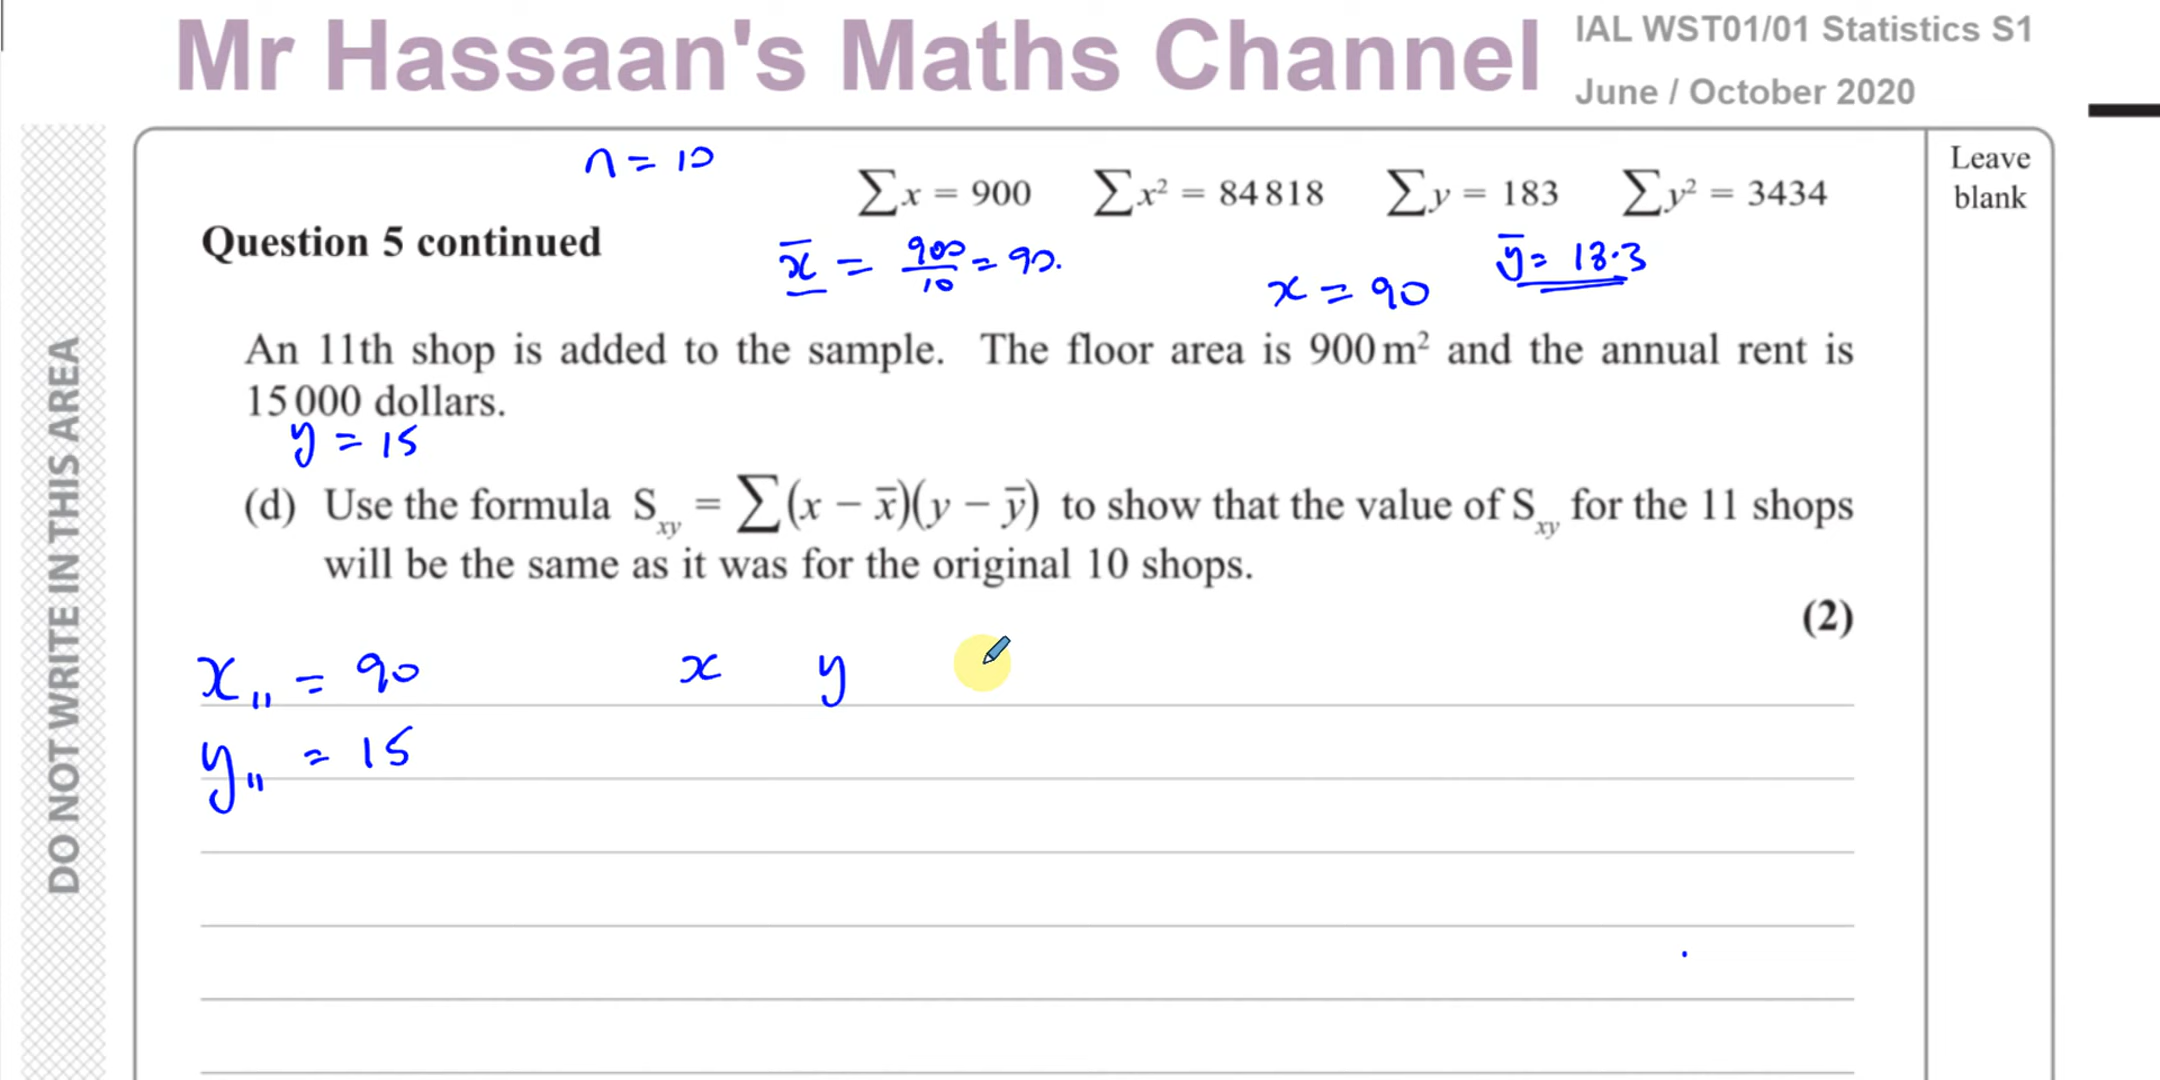 Mr Hassaan's Maths Channel
IAL WST01/01 Statistics S1
June / October 2020
DO NOT WRITE IN THIS AREA
Leave
blank
n = 10
∑x = 900 ∑x² = 84 818 ∑y = 183 ∑y² = 3434
Question 5 continued
x̄ = 900/10 = 90.
x = 90
ȳ = 18.3
An 11th shop is added to the sample. The floor area is 900 m² and the annual rent is
15 000 dollars.
y = 15
(d) Use the formula Sxy = ∑(x − x̄)(y − ȳ) to show that the value of Sxy for the 11 shops
will be the same as it was for the original 10 shops.
(2)
x₁₁ = 90 x y
y₁₁ = 15